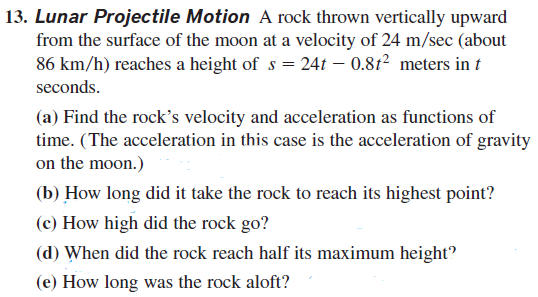 13. Lunar Projectile Motion A rock thrown vertically upward
from the surface of the moon at a velocity of 24 m/sec (about
86 km/h) reaches a height of s = 24t − 0.8t² meters in t
seconds.
(a) Find the rock's velocity and acceleration as functions of
time. (The acceleration in this case is the acceleration of gravity
on the moon.)
(b) How long did it take the rock to reach its highest point?
(c) How high did the rock go?
(d) When did the rock reach half its maximum height?
(e) How long was the rock aloft?